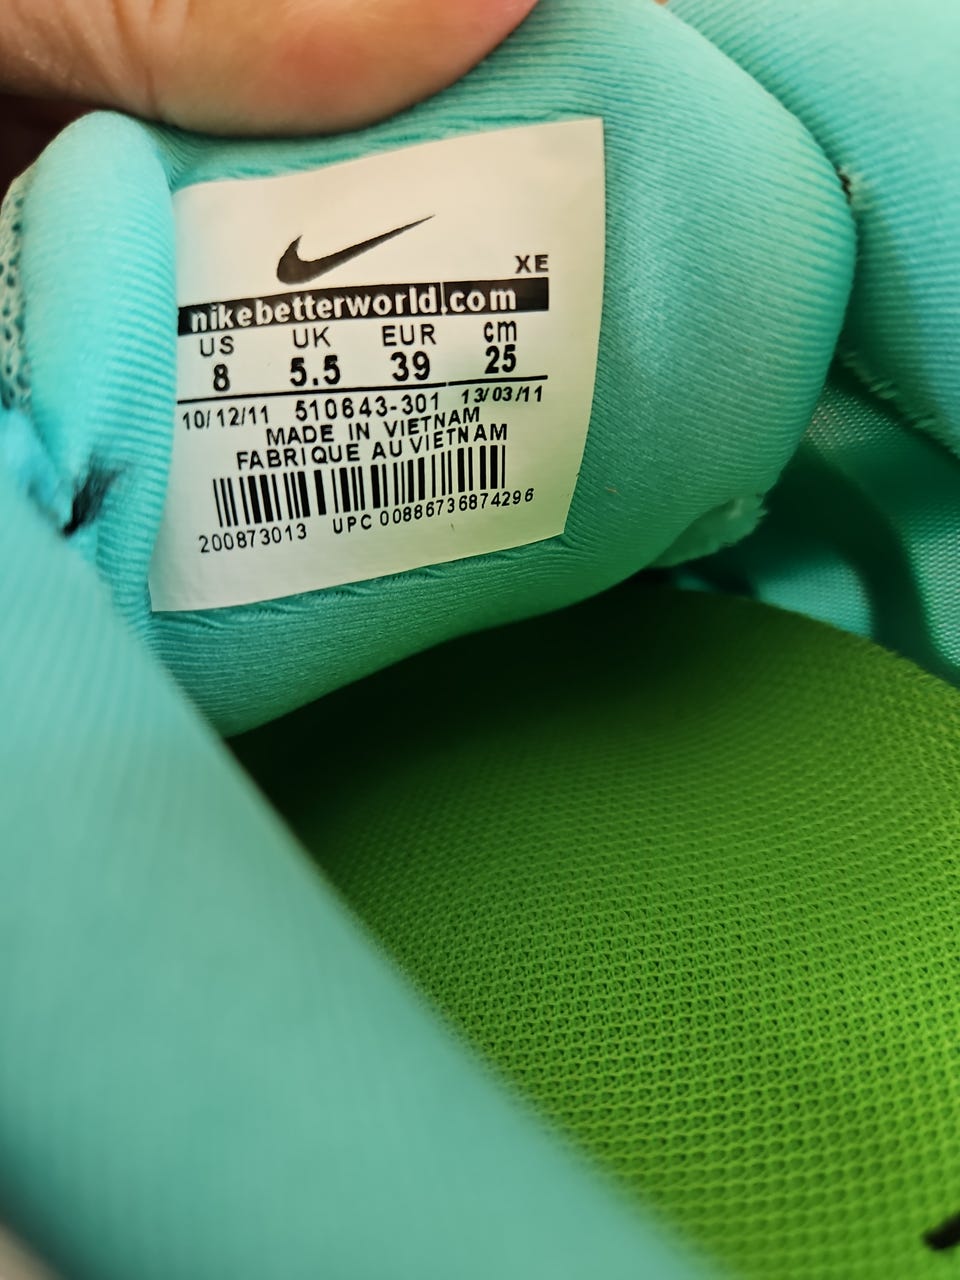 XE
nikebetterworld.com
US UK EUR cm
8 5.5 39 25
10/12/11 510643-301 13/03/11
MADE IN VIETNAM
FABRIQUE AU VIETNAM
200873013 UPC 00886736874296